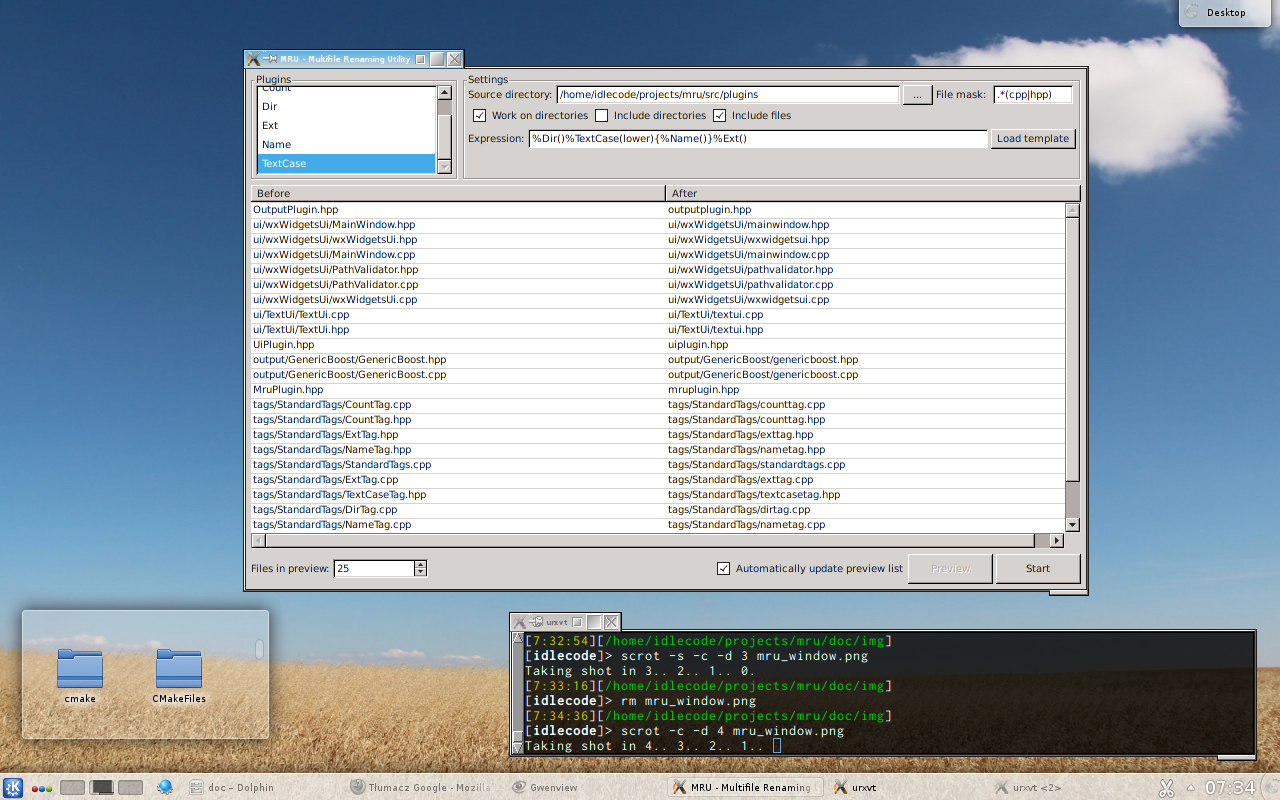 Desktop
MRU - Multifile Renaming Utility
Plugins
Count
Dir
Ext
Name
TextCase
Settings
Source directory: /home/idlecode/projects/mru/src/plugins ... File mask: .*(cpp|hpp)
Work on directories Include directories Include files
Expression: %Dir()%TextCase(lower){%Name()}%Ext() Load template
Before After
OutputPlugin.hpp outputplugin.hpp
ui/wxWidgetsUi/MainWindow.hpp ui/wxWidgetsUi/mainwindow.hpp
ui/wxWidgetsUi/wxWidgetsUi.hpp ui/wxWidgetsUi/wxwidgetsui.hpp
ui/wxWidgetsUi/MainWindow.cpp ui/wxWidgetsUi/mainwindow.cpp
ui/wxWidgetsUi/PathValidator.hpp ui/wxWidgetsUi/pathvalidator.hpp
ui/wxWidgetsUi/PathValidator.cpp ui/wxWidgetsUi/pathvalidator.cpp
ui/wxWidgetsUi/wxWidgetsUi.cpp ui/wxWidgetsUi/wxwidgetsui.cpp
ui/TextUi/TextUi.cpp ui/TextUi/textui.cpp
ui/TextUi/TextUi.hpp ui/TextUi/textui.hpp
UiPlugin.hpp uiplugin.hpp
output/GenericBoost/GenericBoost.hpp output/GenericBoost/genericboost.hpp
output/GenericBoost/GenericBoost.cpp output/GenericBoost/genericboost.cpp
MruPlugin.hpp mruplugin.hpp
tags/StandardTags/CountTag.cpp tags/StandardTags/counttag.cpp
tags/StandardTags/CountTag.hpp tags/StandardTags/counttag.hpp
tags/StandardTags/ExtTag.hpp tags/StandardTags/exttag.hpp
tags/StandardTags/NameTag.hpp tags/StandardTags/nametag.hpp
tags/StandardTags/StandardTags.cpp tags/StandardTags/standardtags.cpp
tags/StandardTags/ExtTag.cpp tags/StandardTags/exttag.cpp
tags/StandardTags/TextCaseTag.hpp tags/StandardTags/textcasetag.hpp
tags/StandardTags/DirTag.cpp tags/StandardTags/dirtag.cpp
tags/StandardTags/NameTag.cpp tags/StandardTags/nametag.cpp
Files in preview: 25 Automatically update preview list Preview Start
cmake CMakeFiles
urxvt
[7:32:54][/home/idlecode/projects/mru/doc/img]
[idlecode]> scrot -s -c -d 3 mru_window.png
Taking shot in 3.. 2.. 1.. 0.
[7:33:16][/home/idlecode/projects/mru/doc/img]
[idlecode]> rm mru_window.png
[7:34:36][/home/idlecode/projects/mru/doc/img]
[idlecode]> scrot -c -d 4 mru_window.png
Taking shot in 4.. 3.. 2.. 1..
doc – Dolphin Tłumacz Google - Mozill Gwenview MRU - Multifile Renaming urxvt urxvt <2> 07:34